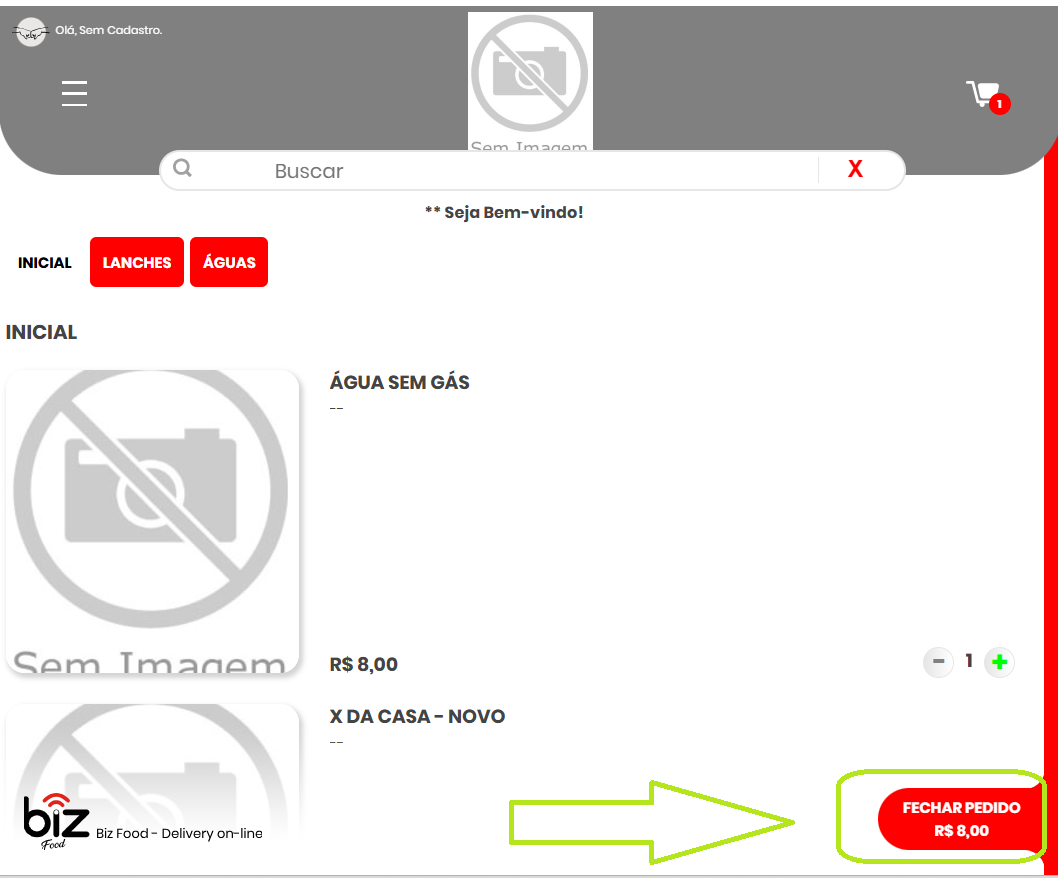 Olá, Sem Cadastro.
1
Sem Imagem
Buscar
X
** Seja Bem-vindo!
INICIAL
LANCHES
ÁGUAS
INICIAL
ÁGUA SEM GÁS
--
Sem Imagem
R$ 8,00
- 1 +
X DA CASA - NOVO
--
biz
Food
Biz Food - Delivery on-line
FECHAR PEDIDO
R$ 8,00